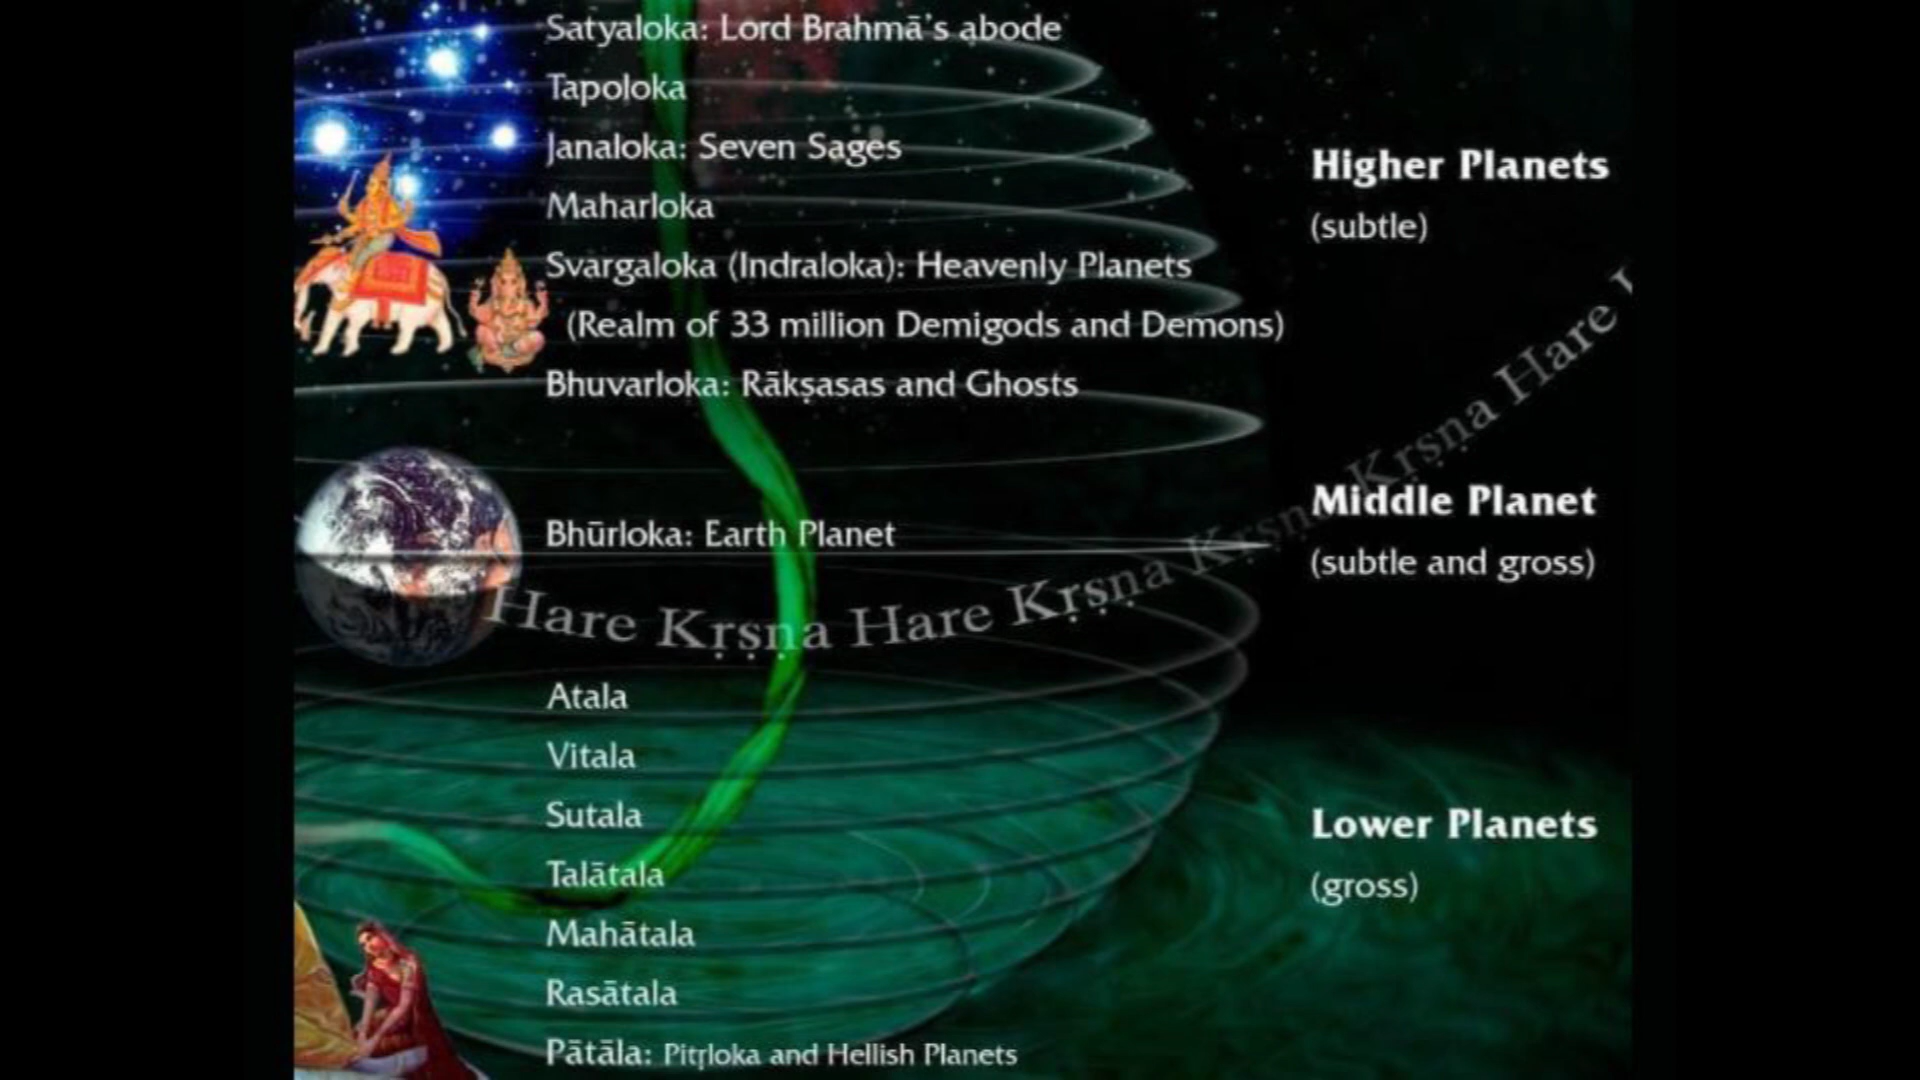 Satyaloka: Lord Brahmā's abode
Tapoloka
Janaloka: Seven Sages
Higher Planets
Maharloka
(subtle)
Svargaloka (Indraloka): Heavenly Planets
(Realm of 33 million Demigods and Demons)
Bhuvarloka: Rākṣasas and Ghosts
Middle Planet
Bhūrloka: Earth Planet
(subtle and gross)
Hare Kṛṣṇa Hare Kṛṣṇa Kṛṣṇa Kṛṣṇa Hare
Atala
Vitala
Sutala
Lower Planets
Talātala
(gross)
Mahātala
Rasātala
Pātāla: Pitṛloka and Hellish Planets